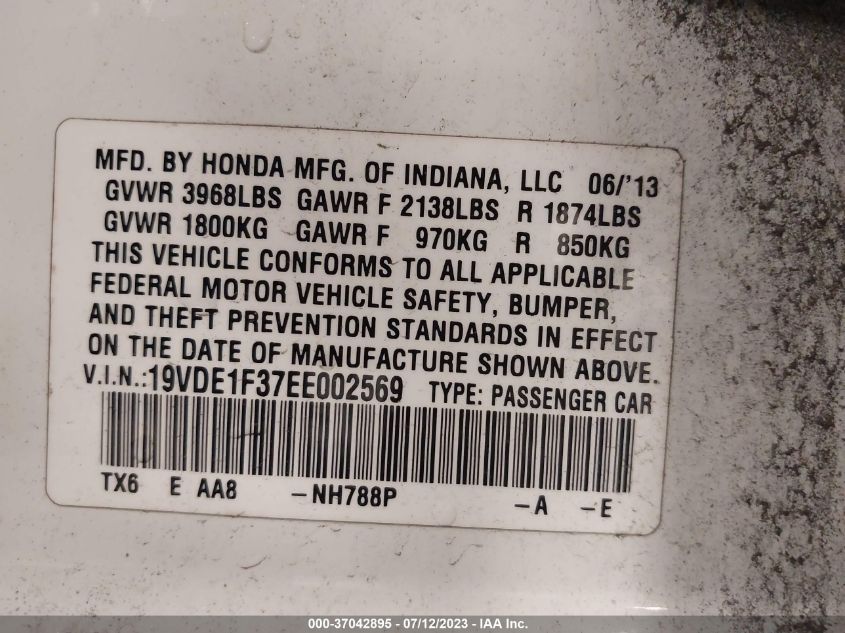 MFD. BY HONDA MFG. OF INDIANA, LLC 06/'13
GVWR 3968LBS GAWR F 2138LBS R 1874LBS
GVWR 1800KG GAWR F 970KG R 850KG
THIS VEHICLE CONFORMS TO ALL APPLICABLE
FEDERAL MOTOR VEHICLE SAFETY, BUMPER,
AND THEFT PREVENTION STANDARDS IN EFFECT
ON THE DATE OF MANUFACTURE SHOWN ABOVE.
V.I.N.:19VDE1F37EE002569 TYPE: PASSENGER CAR
TX6 E AA8 -NH788P -A -E
000-37042895 - 07/12/2023 - IAA Inc.